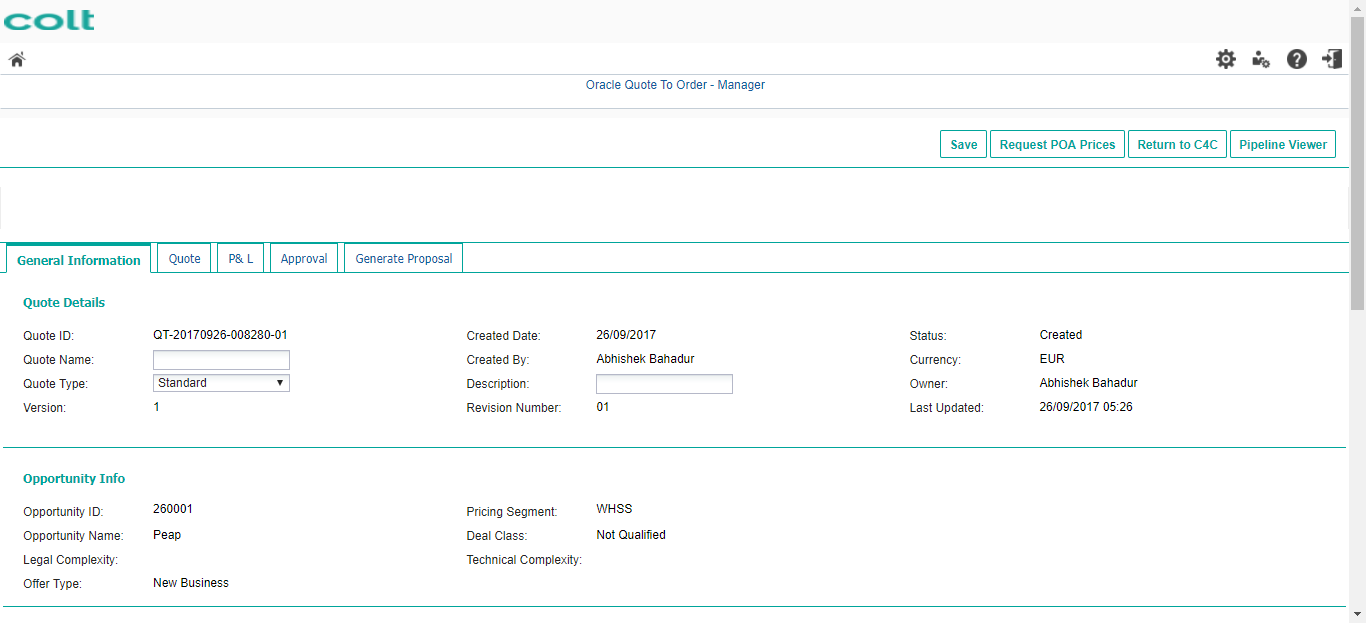 colt
Oracle Quote To Order - Manager
Save Request POA Prices Return to C4C Pipeline Viewer
General Information Quote P& L Approval Generate Proposal
Quote Details
Quote ID: QT-20170926-008280-01 Created Date: 26/09/2017 Status: Created
Quote Name: Created By: Abhishek Bahadur Currency: EUR
Quote Type: Standard Description: Owner: Abhishek Bahadur
Version: 1 Revision Number: 01 Last Updated: 26/09/2017 05:26
Opportunity Info
Opportunity ID: 260001 Pricing Segment: WHSS
Opportunity Name: Peap Deal Class: Not Qualified
Legal Complexity: Technical Complexity:
Offer Type: New Business